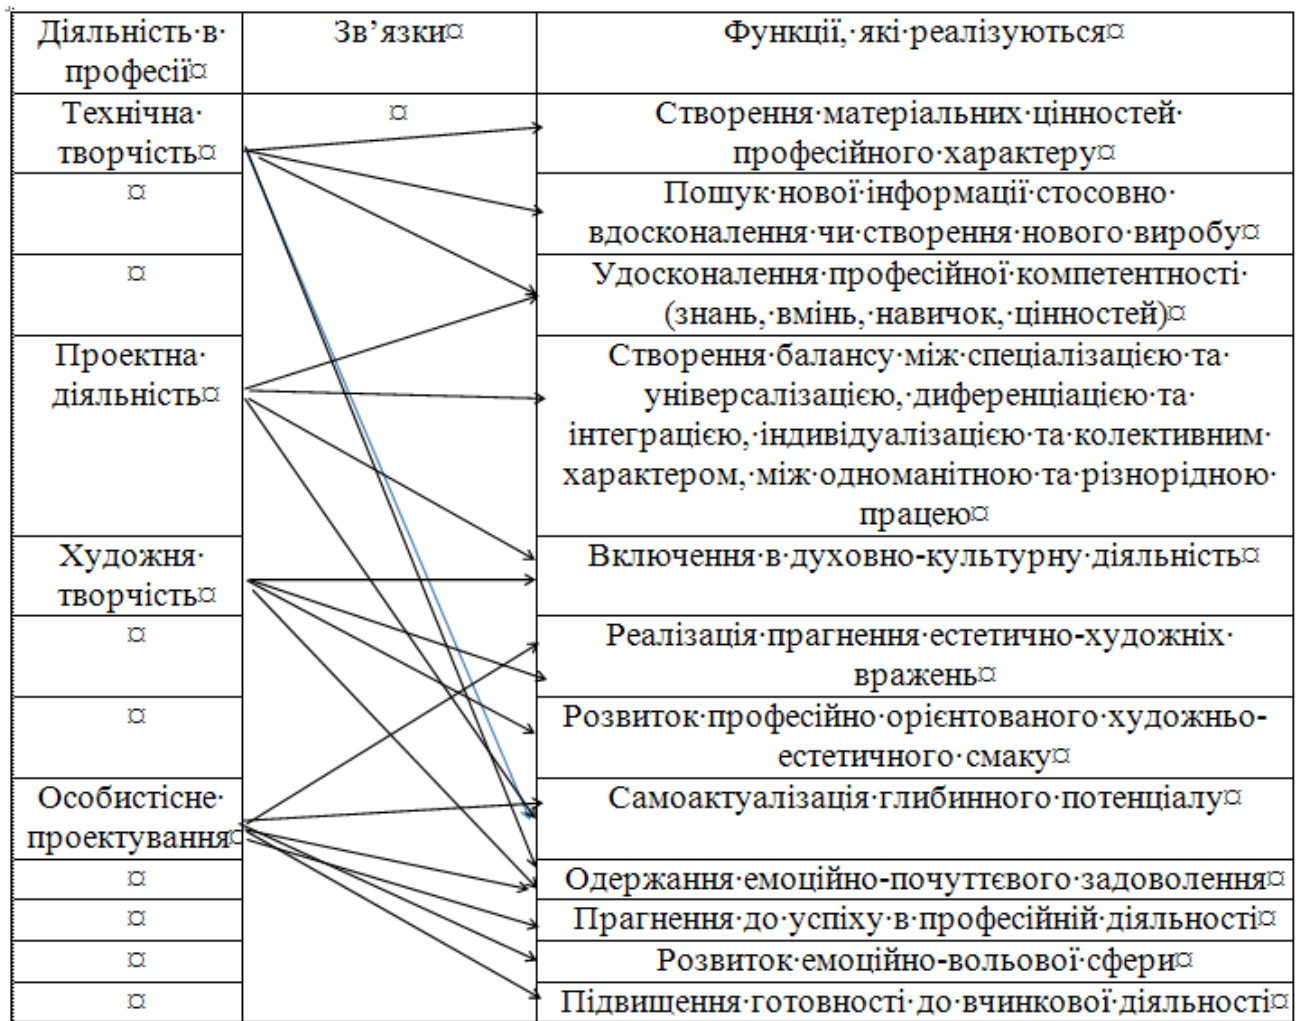 Діяльність в
професії
Зв’язки
Функції, які реалізуються
Технічна
творчість
Створення матеріальних цінностей
професійного характеру
Пошук нової інформації стосовно
вдосконалення чи створення нового виробу
Удосконалення професійної компетентності
(знань, вмінь, навичок, цінностей)
Проектна
діяльність
Створення балансу між спеціалізацією та
універсалізацією, диференціацією та
інтеграцією, індивідуалізацією та колективним
характером, між одноманітною та різнорідною
працею
Художня
творчість
Включення в духовно-культурну діяльність
Реалізація прагнення естетично-художніх
вражень
Розвиток професійно орієнтованого художньо-
естетичного смаку
Особистісне
проектування
Самоактуалізація глибинного потенціалу
Одержання емоційно-почуттєвого задоволення
Прагнення до успіху в професійній діяльності
Розвиток емоційно-вольової сфери
Підвищення готовності до вчинкової діяльності